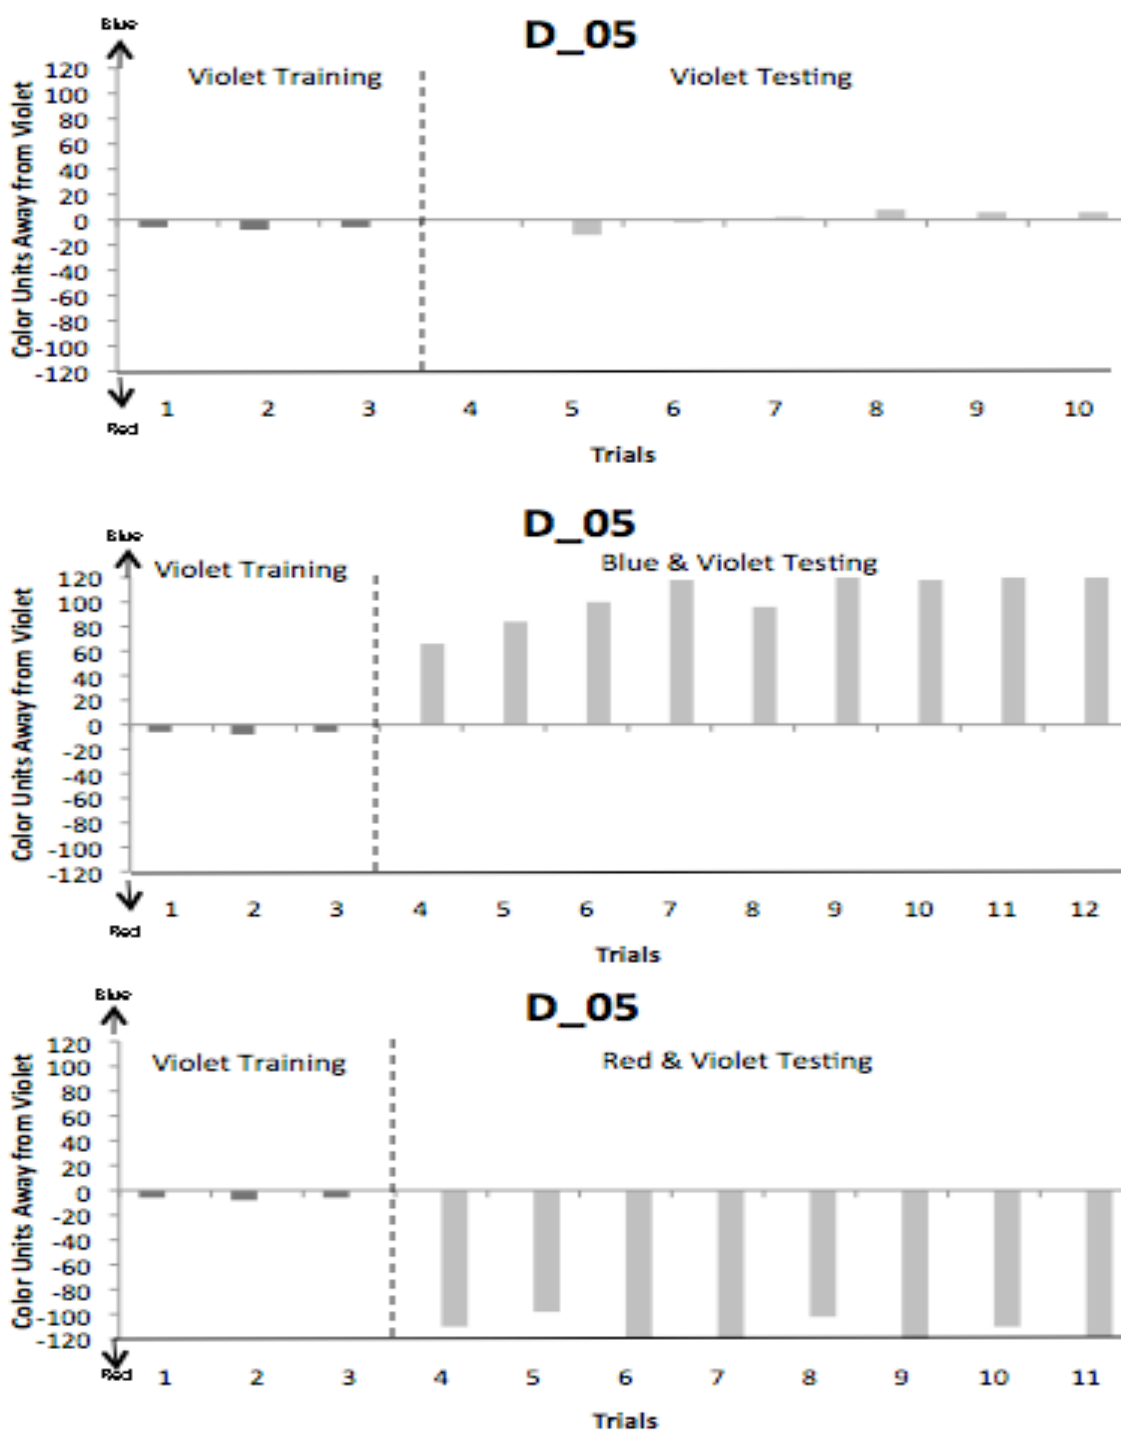 D_05
Blue
Violet Training
Violet Testing
Color Units Away from Violet
120
100
80
60
40
20
0
-20
-40
-60
-80
-100
-120
Red
1 2 3 4 5 6 7 8 9 10
Trials
D_05
Blue
Violet Training
Blue & Violet Testing
Color Units Away from Violet
120
100
80
60
40
20
0
-20
-40
-60
-80
-100
-120
Red
1 2 3 4 5 6 7 8 9 10 11 12
Trials
D_05
Blue
Violet Training
Red & Violet Testing
Color Units Away from Violet
120
100
80
60
40
20
0
-20
-40
-60
-80
-100
-120
Red
1 2 3 4 5 6 7 8 9 10 11
Trials